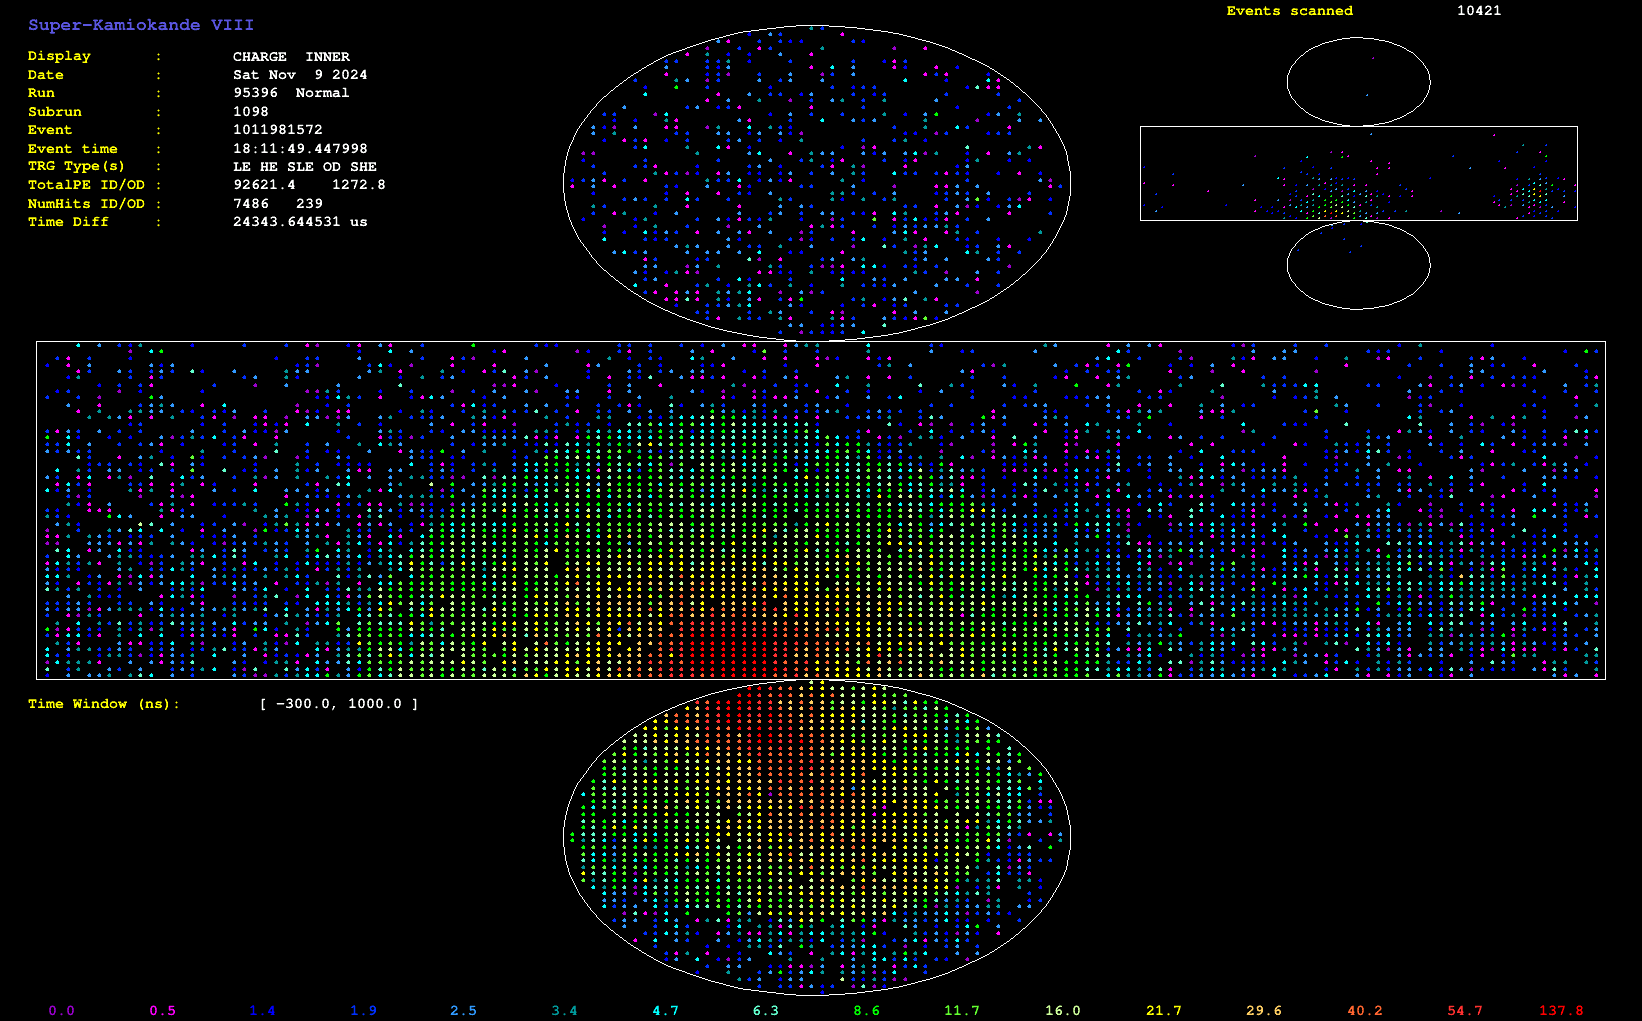 Super-Kamiokande VIII
Events scanned 10421
Display : CHARGE INNER
Date : Sat Nov 9 2024
Run : 95396 Normal
Subrun : 1098
Event : 1011981572
Event time : 18:11:49.447998
TRG Type(s) : LE HE SLE OD SHE
TotalPE ID/OD : 92621.4 1272.8
NumHits ID/OD : 7486 239
Time Diff : 24343.644531 us
Time Window (ns): [ -300.0, 1000.0 ]
0.0 0.5 1.4 1.9 2.5 3.4 4.7 6.3 8.6 11.7 16.0 21.7 29.6 40.2 54.7 137.8